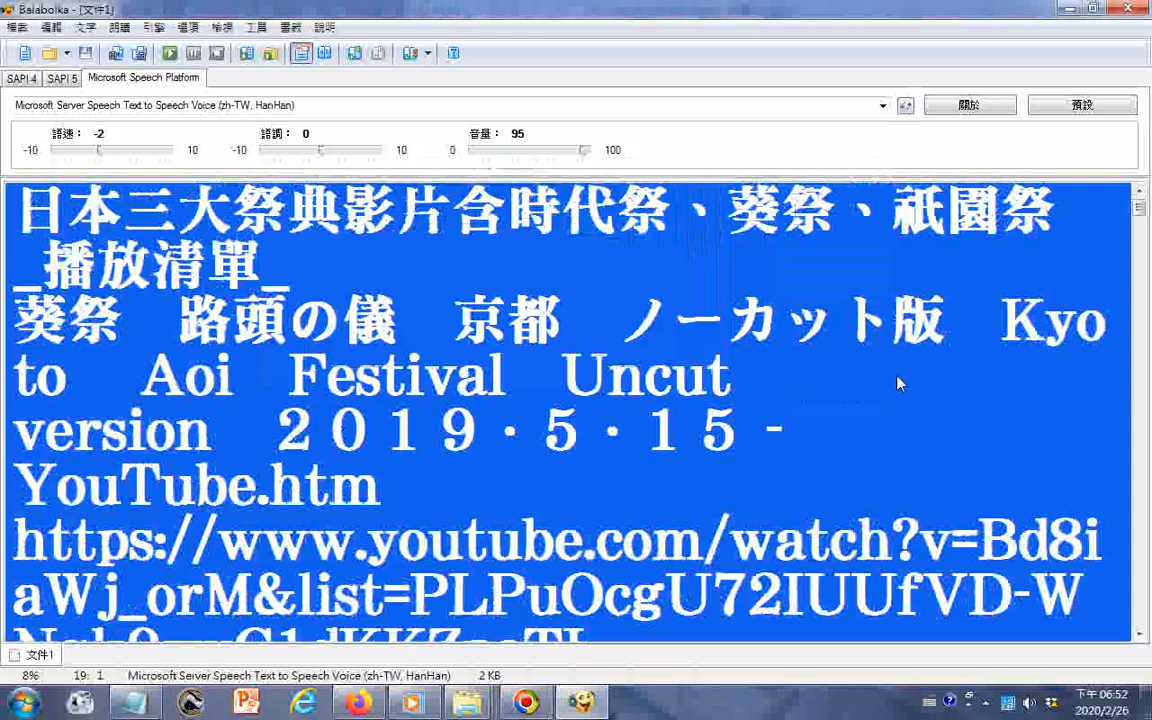 Balabolka - [文件1]
檔案 編輯 文字 朗讀 引擎 選項 檢視 工具 書籤 說明
SAPI 4 SAPI 5 Microsoft Speech Platform
Microsoft Server Speech Text to Speech Voice (zh-TW, HanHan) 關於 預設
語速： -2 語調： 0 音量： 95
-10 10 -10 10 0 100
日本三大祭典影片含時代祭、葵祭、祇園祭
_播放清單_
葵祭　路頭の儀　京都　ノーカット版　Kyo
to　Aoi　Festival　Uncut
version　２０１９・５・１５ -
YouTube.htm
https://www.youtube.com/watch?v=Bd8i
aWj_orM&list=PLPuOcgU72IUUfVD-W
文件1
8% 19: 1 Microsoft Server Speech Text to Speech Voice (zh-TW, HanHan) 2 KB
下午 06:52
2020/2/26